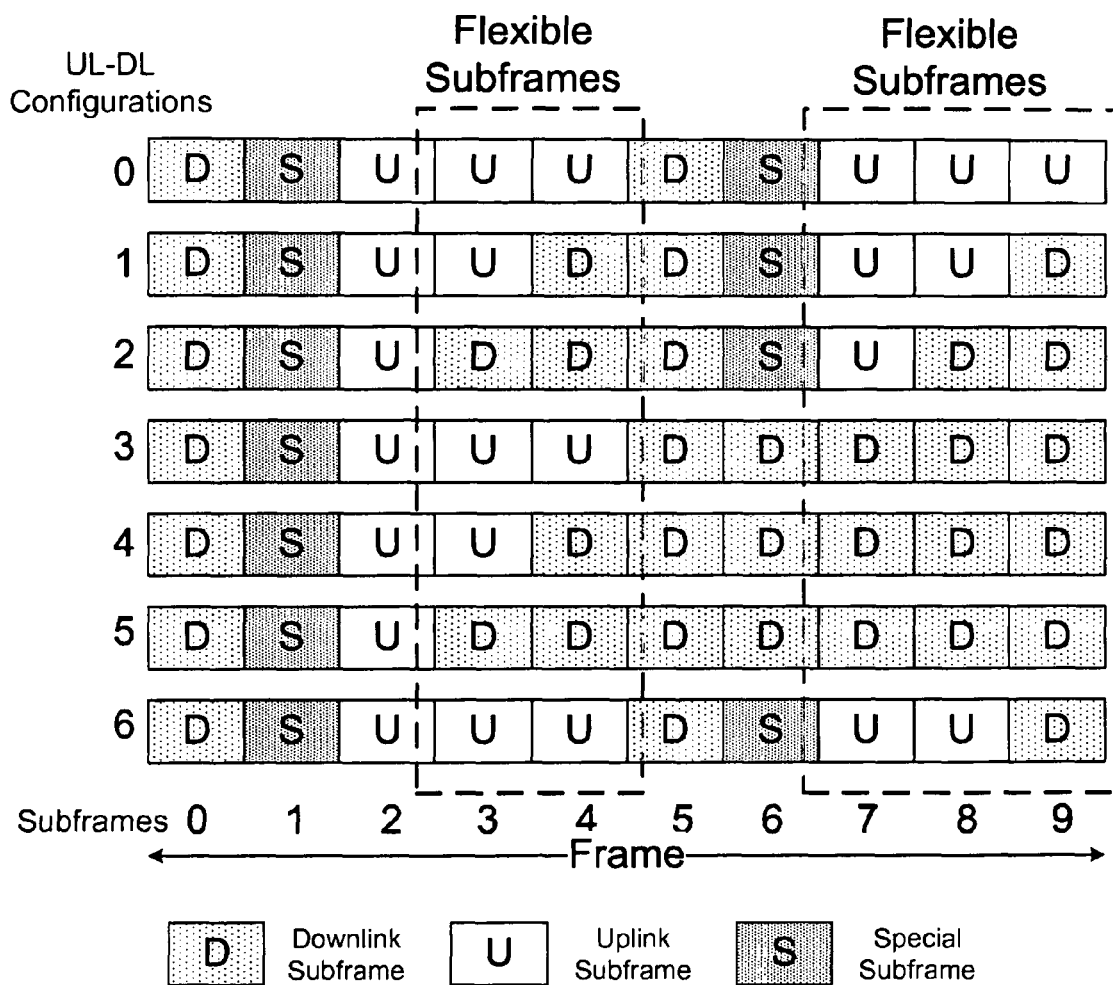 UL-DL
Configurations
Flexible
Subframes
Flexible
Subframes
0 D S U U U D S U U U
1 D S U U D D S U U D
2 D S U D D D S U D D
3 D S U U U D D D D D
4 D S U U D D D D D D
5 D S U D D D D D D D
6 D S U U U D S U U D
Subframes 0 1 2 3 4 5 6 7 8 9
Frame
D Downlink
Subframe
U Uplink
Subframe
S Special
Subframe